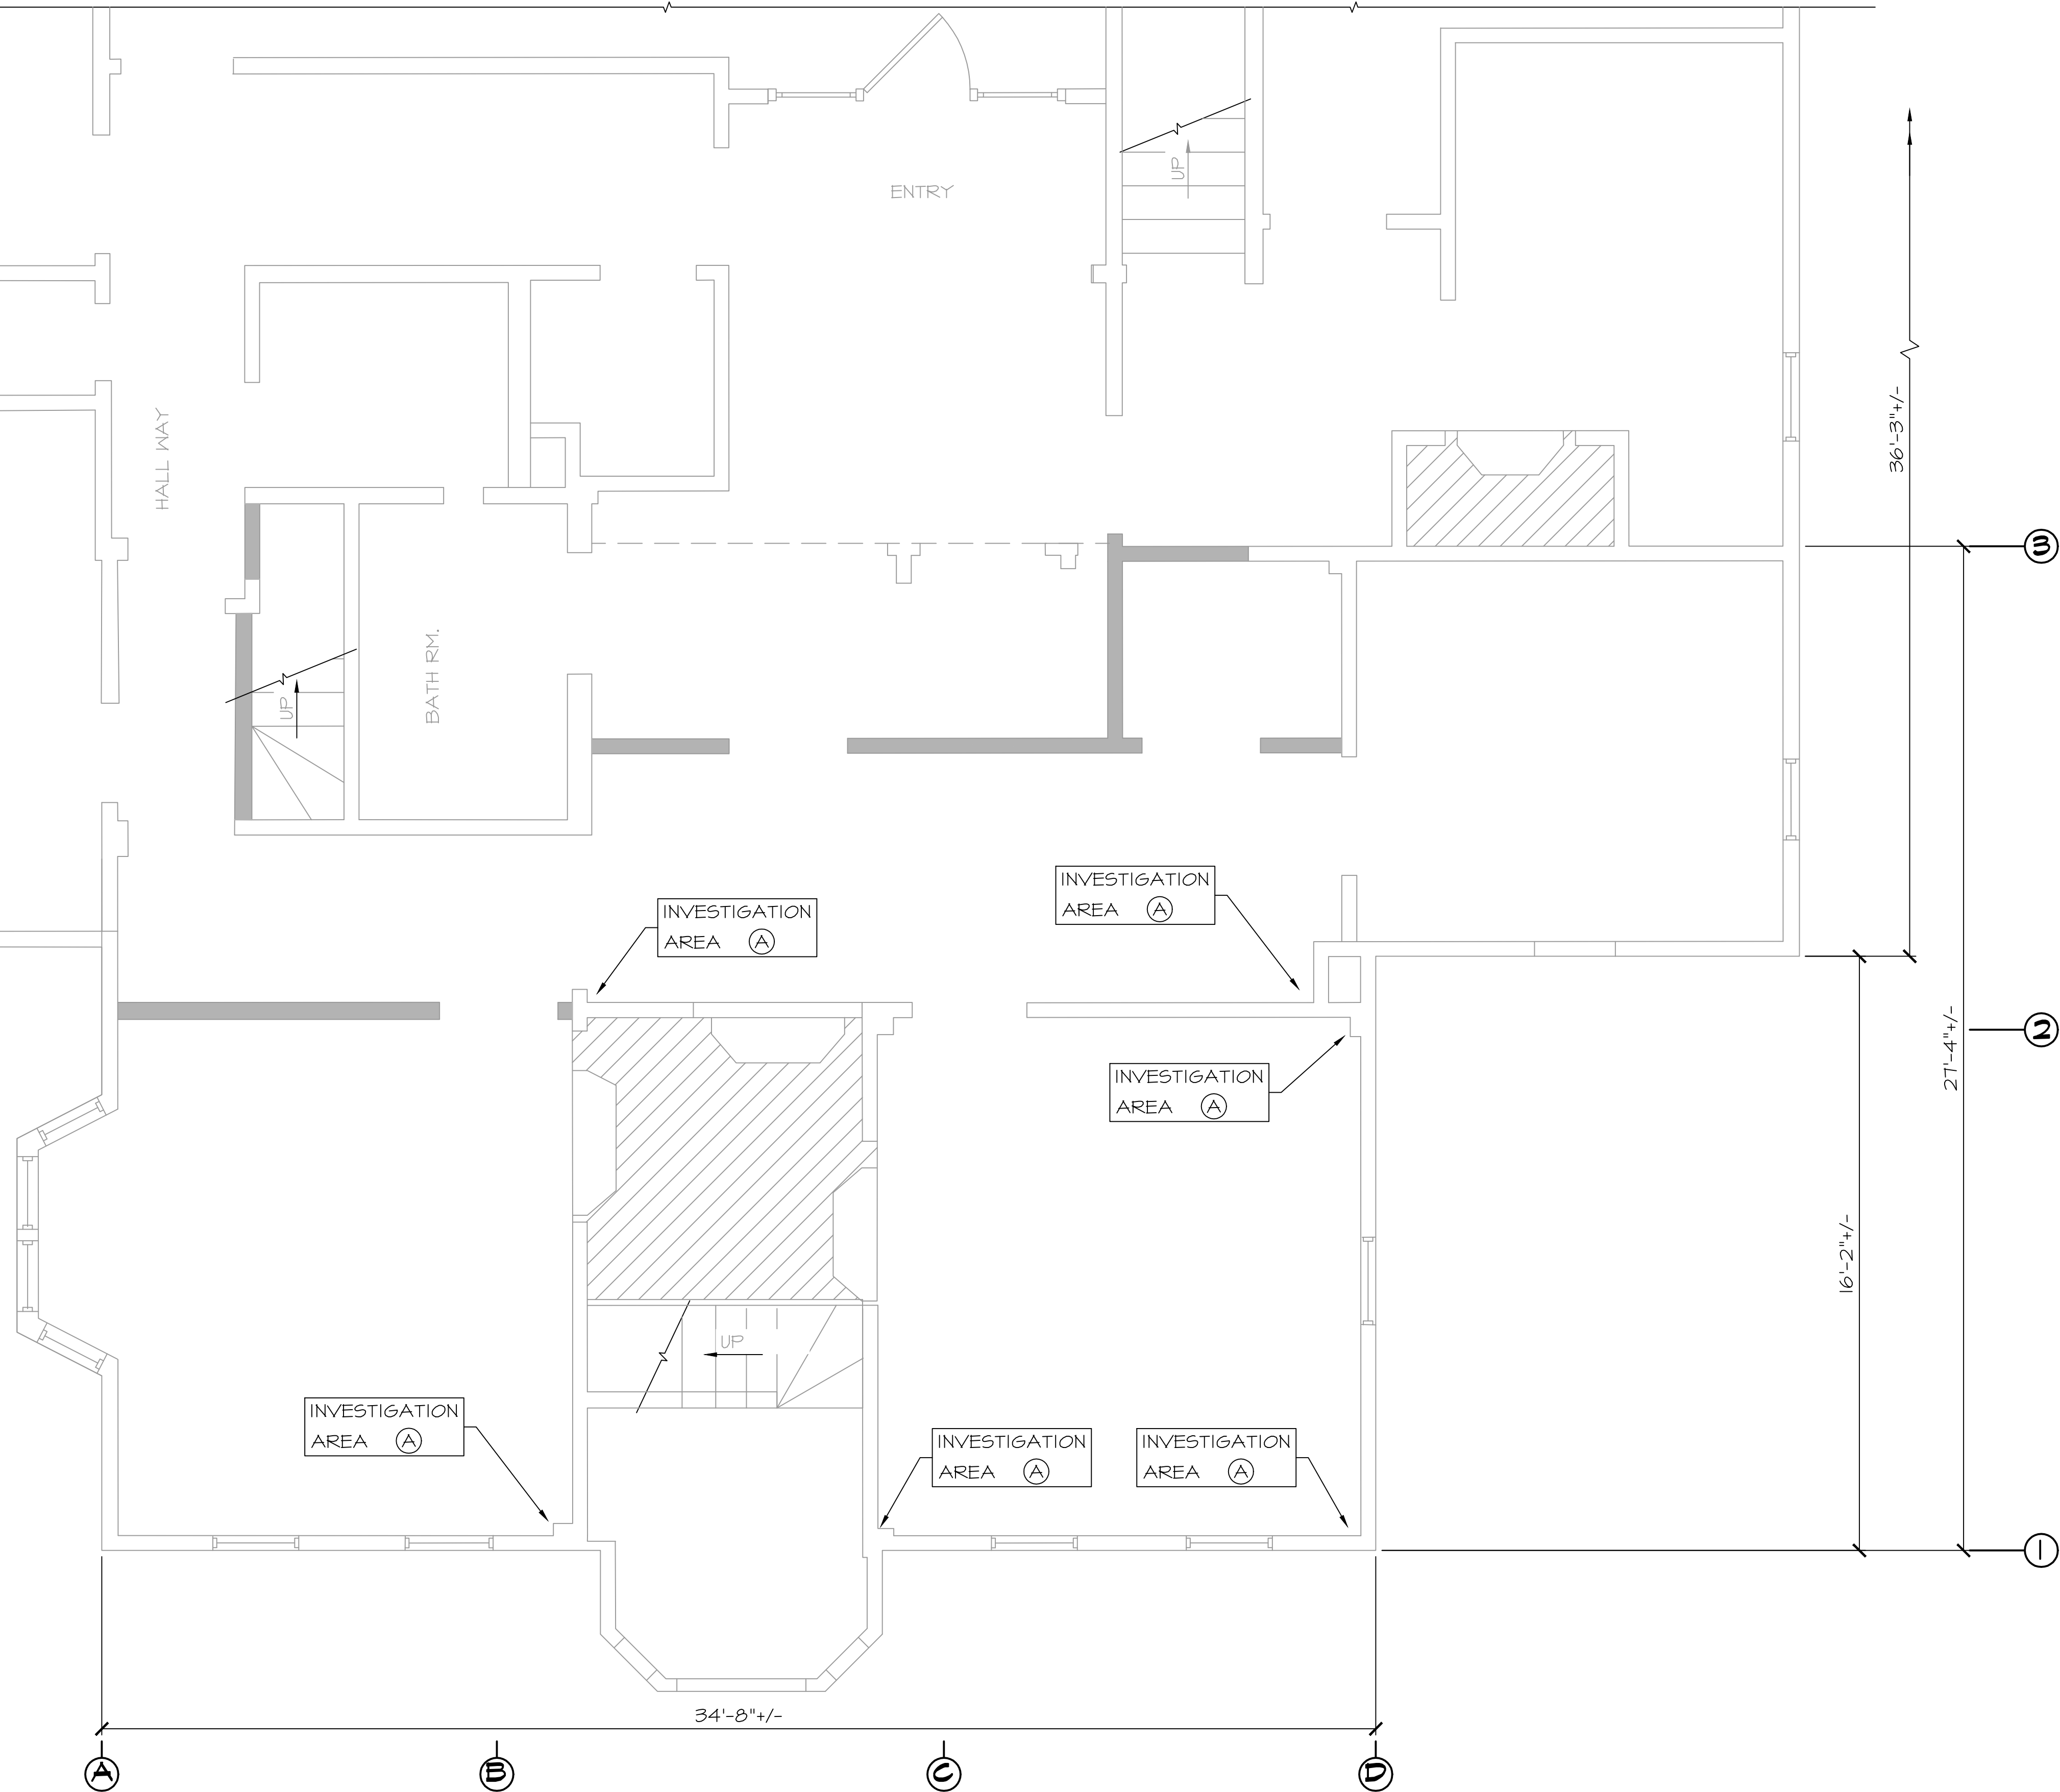 ENTRY
UP
HALL WAY
36'-3"+/-
3
BATH RM.
UP
INVESTIGATION
AREA A
INVESTIGATION
AREA A
2
27'-4"+/-
INVESTIGATION
AREA A
16'-2"+/-
UP
INVESTIGATION
AREA A
INVESTIGATION
AREA A
INVESTIGATION
AREA A
1
34'-8"+/-
A
B
C
D